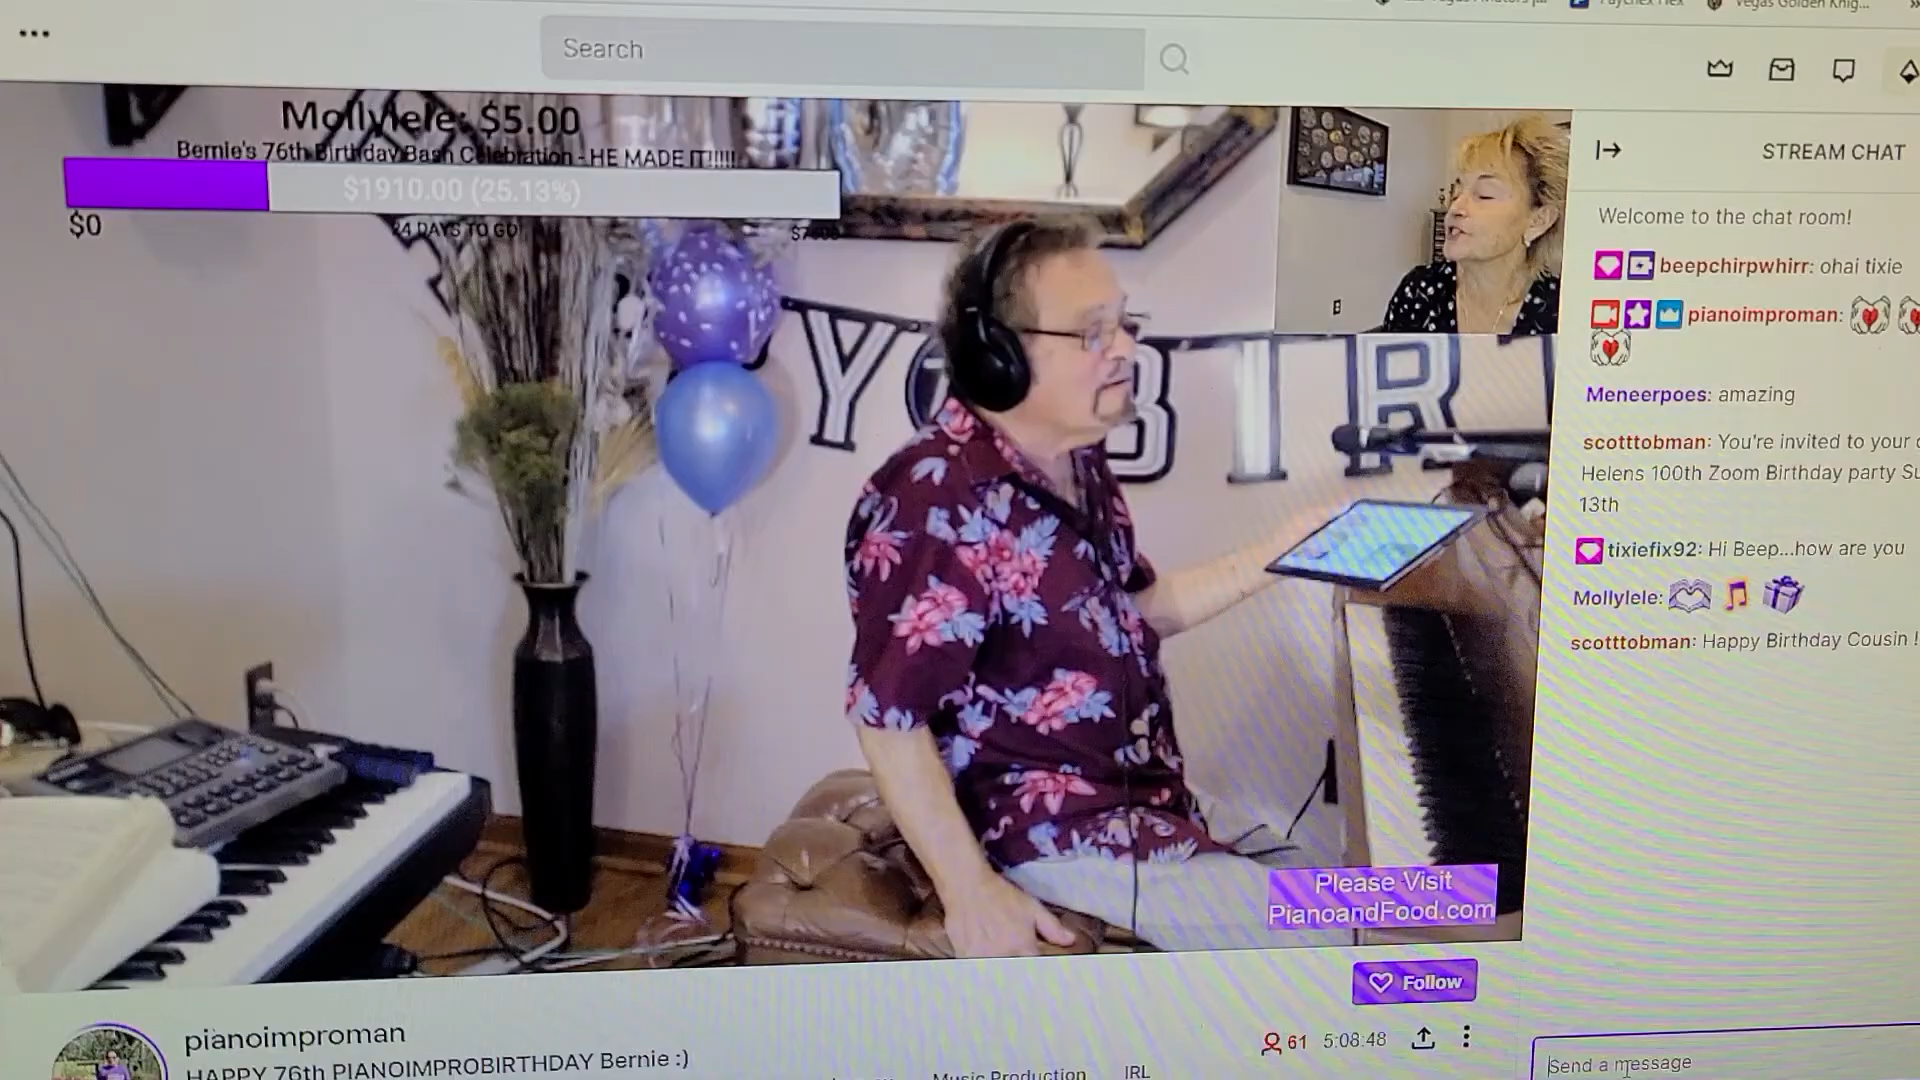 Vegas Golden Knig...
Search
Mollylele: $5.00
Bernie's 76th Birthday Bash Celebration - HE MADE IT!!!!!
$1910.00 (25.13%)
$0
24 DAYS TO GO
Y BIR
Please Visit
PianoandFood.com
Follow
pianoimproman
HAPPY 76th PIANOIMPROBIRTHDAY Bernie :)
Music Production
IRL
61
5:08:48
STREAM CHAT
Welcome to the chat room!
beepchirpwhirr: ohai tixie
pianoimproman:
Meneerpoes: amazing
scotttobman: You're invited to your
Helens 100th Zoom Birthday party
13th
tixiefix92: Hi Beep...how are you
Mollylele:
scotttobman: Happy Birthday Cousin !
Send a message